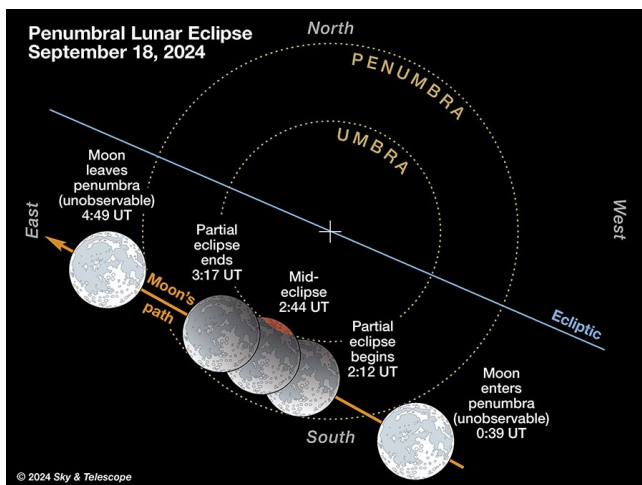 Penumbral Lunar Eclipse
September 18, 2024
North
PENUMBRA
UMBRA
Moon
leaves
penumbra
(unobservable)
4:49 UT
East
West
Partial
eclipse
ends
3:17 UT
Mid-
eclipse
2:44 UT
Moon's
path
Partial
eclipse
begins
2:12 UT
Ecliptic
Moon
enters
penumbra
(unobservable)
0:39 UT
South
© 2024 Sky & Telescope